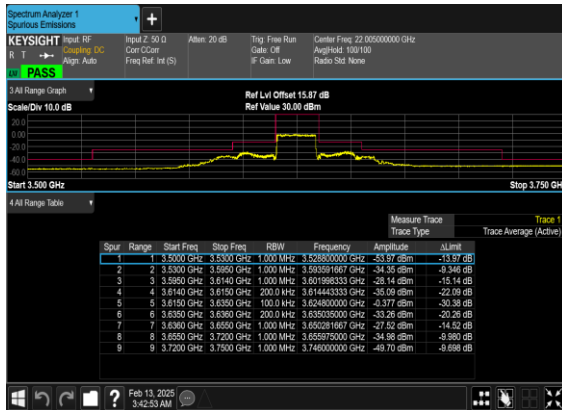 Spectrum Analyzer 1
Spurious Emissions
KEYSIGHT Input: RF Input Z: 50 Ω Atten: 20 dB Trig: Free Run Center Freq: 22.005000000 GHz
R T Coupling: DC Corr CCorr Gate: Off Avg|Hold: 100/100
Align: Auto Freq Ref: Int (S) IF Gain: Low Radio Std: None
PASS
3 All Range Graph
Ref Lvl Offset 15.87 dB
Scale/Div 10.0 dB Ref Value 30.00 dBm
20.0
0.00
-20.0
-40.0
Start 3.500 GHz Stop 3.750 GH
4 All Range Table
Measure Trace Trace 1
Trace Type Trace Average (Active)
Spur Range Start Freq Stop Freq RBW Frequency Amplitude ΔLimit
1 1 3.5000 GHz 3.5300 GHz 1.000 MHz 3.528800000 GHz -53.97 dBm -13.97 dB
2 2 3.5300 GHz 3.5950 GHz 1.000 MHz 3.593591667 GHz -34.35 dBm -9.346 dB
3 3 3.5950 GHz 3.6140 GHz 1.000 MHz 3.601998333 GHz -28.14 dBm -15.14 dB
4 4 3.6140 GHz 3.6150 GHz 200.0 kHz 3.614443333 GHz -35.09 dBm -22.09 dB
5 5 3.6150 GHz 3.6350 GHz 100.0 kHz 3.624800000 GHz -0.377 dBm -30.38 dB
6 6 3.6350 GHz 3.6360 GHz 200.0 kHz 3.635035000 GHz -33.26 dBm -20.26 dB
7 7 3.6360 GHz 3.6550 GHz 1.000 MHz 3.650281667 GHz -27.52 dBm -14.52 dB
8 8 3.6550 GHz 3.7200 GHz 1.000 MHz 3.655975000 GHz -34.98 dBm -9.980 dB
9 9 3.7200 GHz 3.7500 GHz 1.000 MHz 3.746000000 GHz -49.70 dBm -9.698 dB
Feb 13, 2025
3:42:53 AM